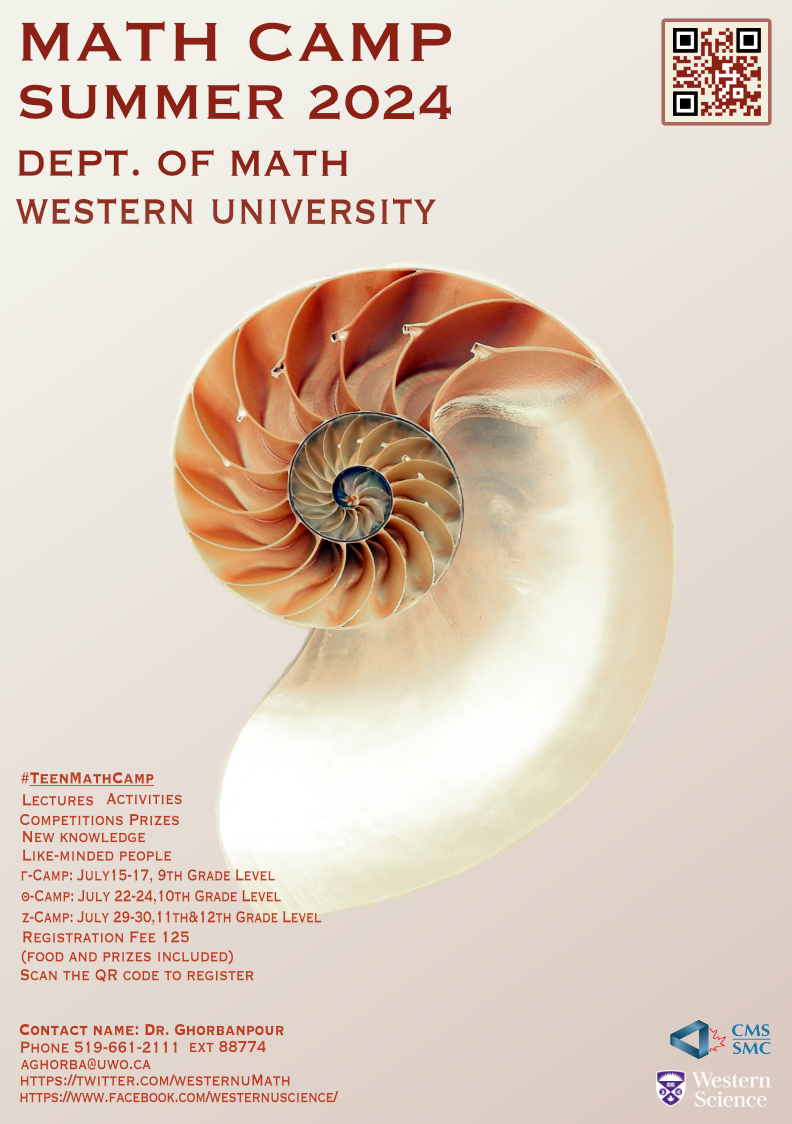 MATH CAMP
SUMMER 2024
DEPT. OF MATH
WESTERN UNIVERSITY
#TEENMATHCAMP
LECTURES ACTIVITIES
COMPETITIONS PRIZES
NEW KNOWLEDGE
LIKE-MINDED PEOPLE
Γ-CAMP: JULY15-17, 9TH GRADE LEVEL
Θ-CAMP: JULY 22-24,10TH GRADE LEVEL
Z-CAMP: JULY 29-30,11TH&12TH GRADE LEVEL
REGISTRATION FEE 125
(FOOD AND PRIZES INCLUDED)
SCAN THE QR CODE TO REGISTER
CONTACT NAME: DR. GHORBANPOUR
PHONE 519-661-2111 EXT 88774
AGHORBA@UWO.CA
HTTPS://TWITTER.COM/WESTERNUMATH
HTTPS://WWW.FACEBOOK.COM/WESTERNUSCIENCE/
CMS
SMC
Western
Science